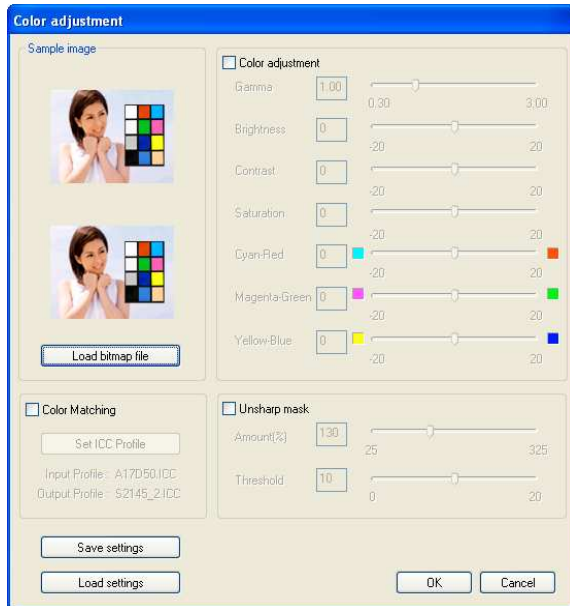 Color adjustment
Sample image
Load bitmap file
Color adjustment
Gamma 1.00
0.30 3.00
Brightness 0
-20 20
Contrast 0
-20 20
Saturation 0
-20 20
Cyan-Red 0
-20 20
Magenta-Green 0
-20 20
Yellow-Blue 0
-20 20
Color Matching
Set ICC Profile
Input Profile : A17D50.ICC
Output Profile : S2145_2.ICC
Unsharp mask
Amount(%) 130
25 325
Threshold 10
0 20
Save settings
Load settings
OK Cancel